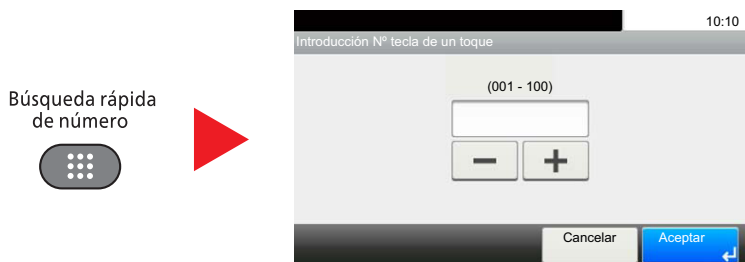 Búsqueda rápida
de número
10:10
Introducción Nº tecla de un toque
(001 - 100)
Cancelar
Aceptar